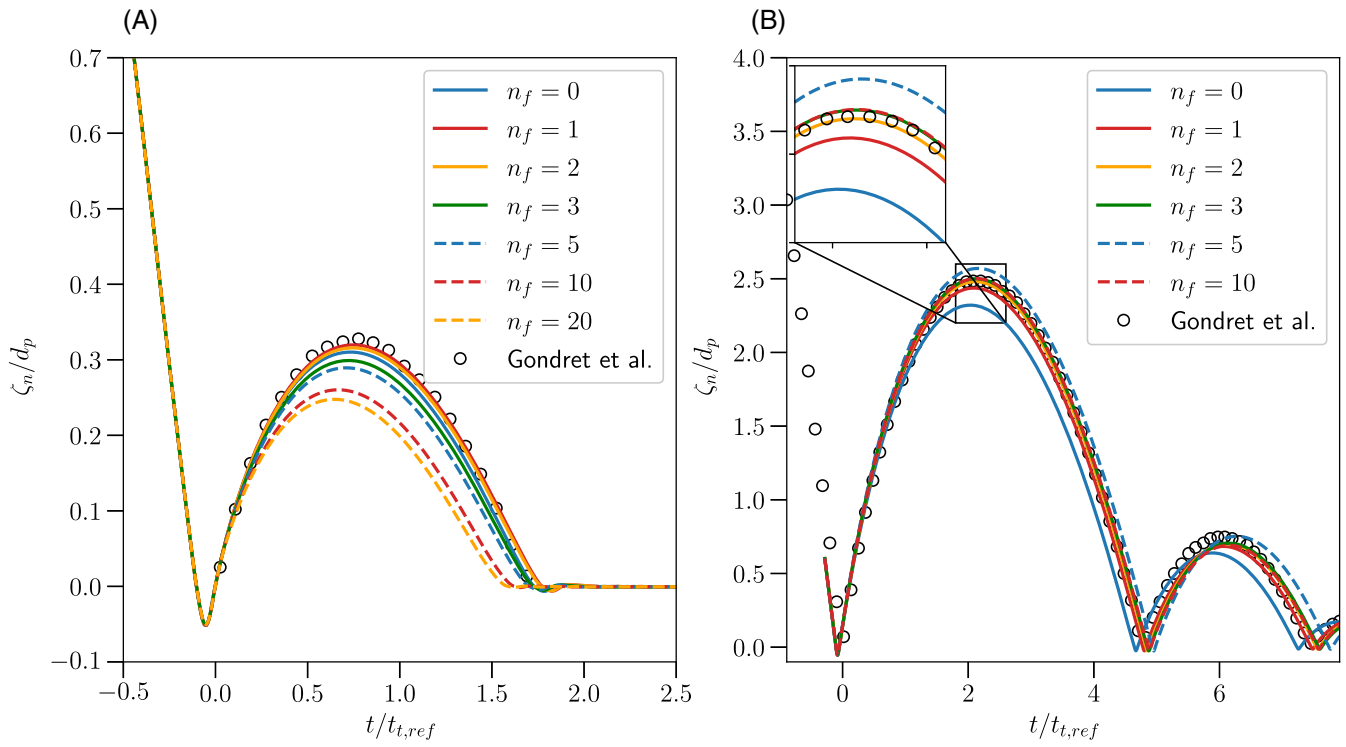 (A)
0.7
0.6
0.5
0.4
0.3
0.2
0.1
0.0
−0.1
ζn/dp
−0.5
0.0
0.5
1.0
1.5
2.0
2.5
t/tt,ref
nf = 0
nf = 1
nf = 2
nf = 3
nf = 5
nf = 10
nf = 20
Gondret et al.
(B)
4.0
3.5
3.0
2.5
2.0
1.5
1.0
0.5
0.0
ζn/dp
0
2
4
6
t/tt,ref
nf = 0
nf = 1
nf = 2
nf = 3
nf = 5
nf = 10
Gondret et al.